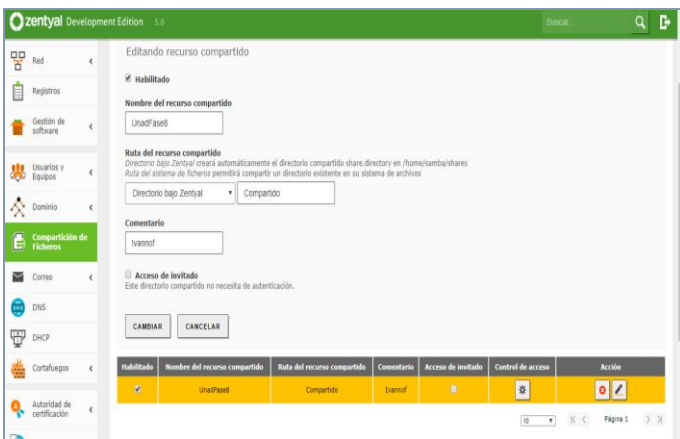 zentyal Development Edition 5.0
Buscar...
Red
Registros
Gestión de
software
Usuarios y
Equipos
Dominio
Compartición de
Ficheros
Correo
DNS
DHCP
Cortafuegos
Autoridad de
certificación
Editando recurso compartido
Habilitado
Nombre del recurso compartido
UnadFase8
Ruta del recurso compartido
Directorio bajo Zentyal creará automáticamente el directorio compartido share.directory en /home/samba/shares
Ruta del sistema de ficheros permitirá compartir un directorio existente en su sistema de archivos
Directorio bajo Zentyal Compartido
Comentario
Ivannof
Acceso de invitado
Este directorio compartido no necesita de autenticación.
CAMBIAR CANCELAR
Habilitado Nombre del recurso compartido Ruta del recurso compartido Comentario Acceso de invitado Control de acceso Acción
UnadFase8 Compartido Ivannof
10 Página 1